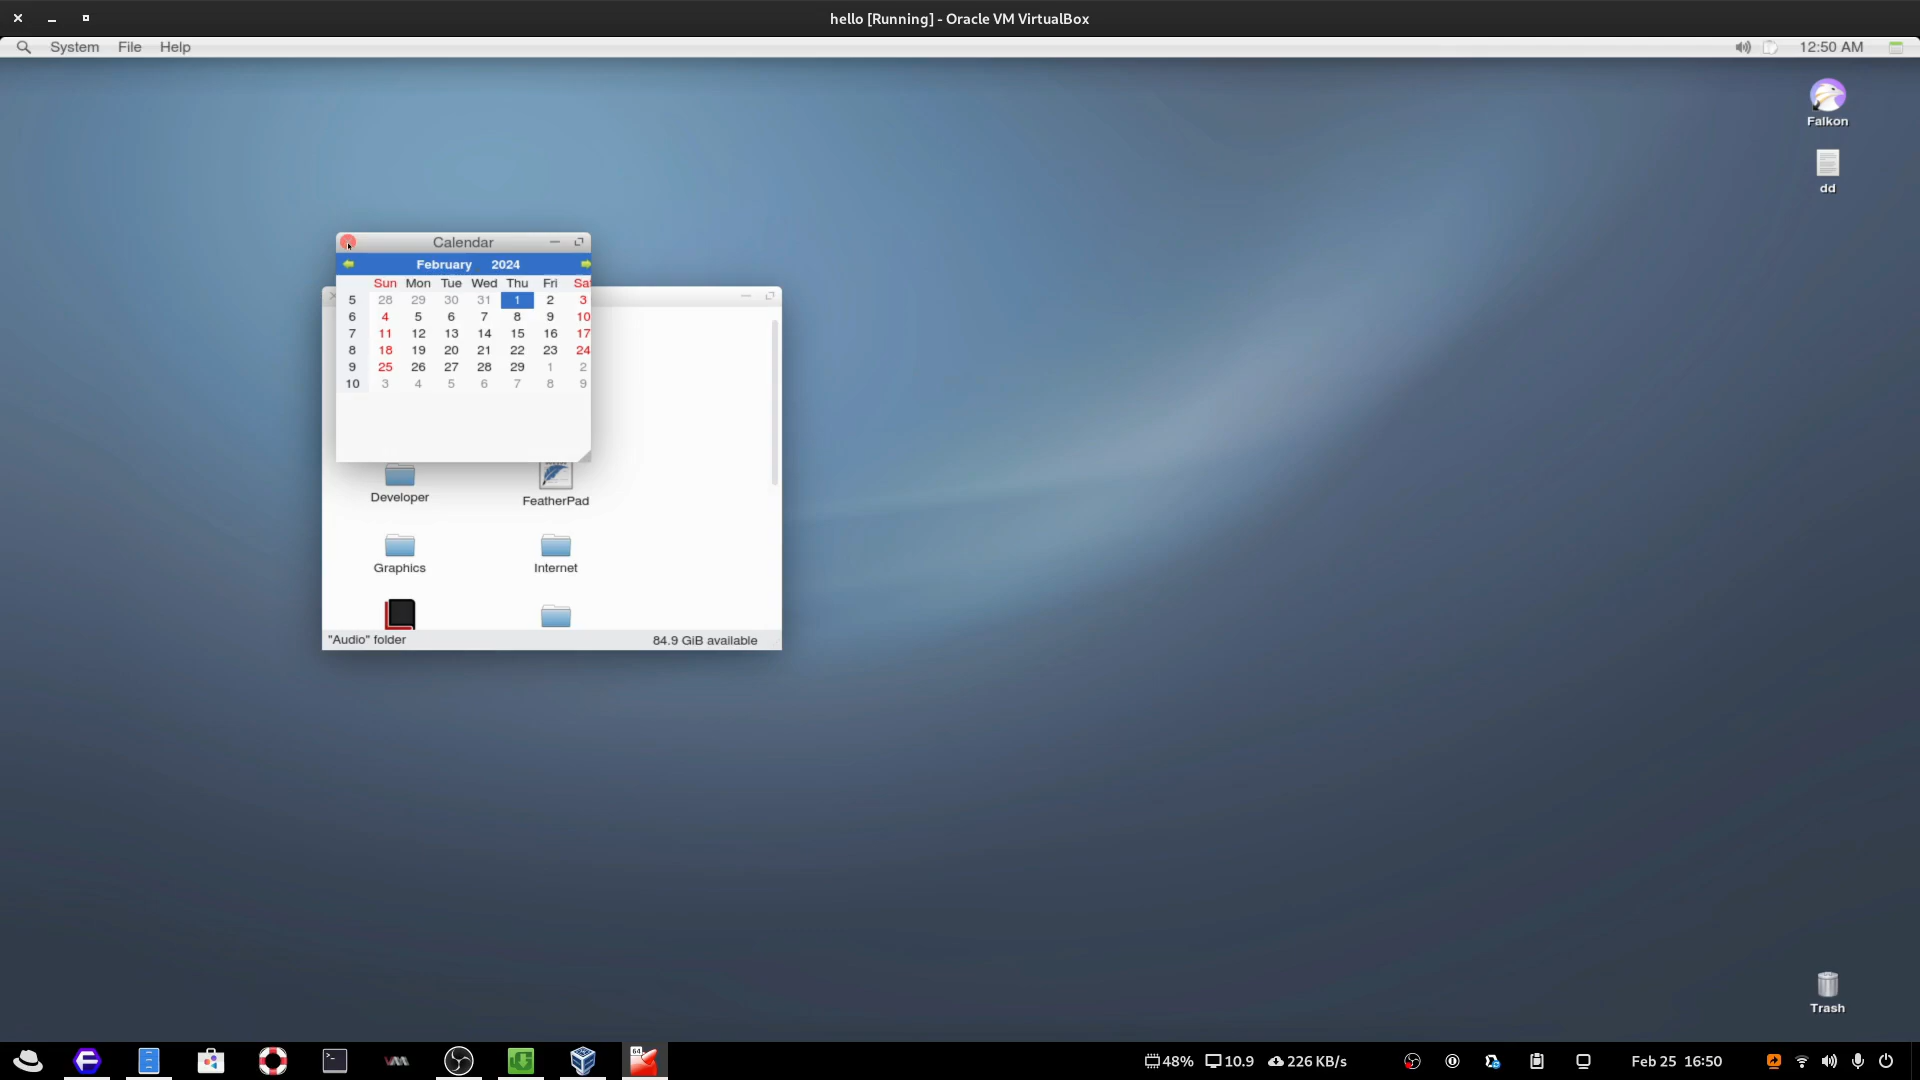 hello [Running] - Oracle VM VirtualBox
System File Help
12:50 AM
Falkon
dd
Calendar
February 2024
Sun Mon Tue Wed Thu Fri Sat
5 28 29 30 31 1 2 3
6 4 5 6 7 8 9 10
7 11 12 13 14 15 16 17
8 18 19 20 21 22 23 24
9 25 26 27 28 29 1 2
10 3 4 5 6 7 8 9
Developer
FeatherPad
Graphics
Internet
"Audio" folder
84.9 GiB available
Trash
64
48% 10.9 226 KB/s
Feb 25 16:50